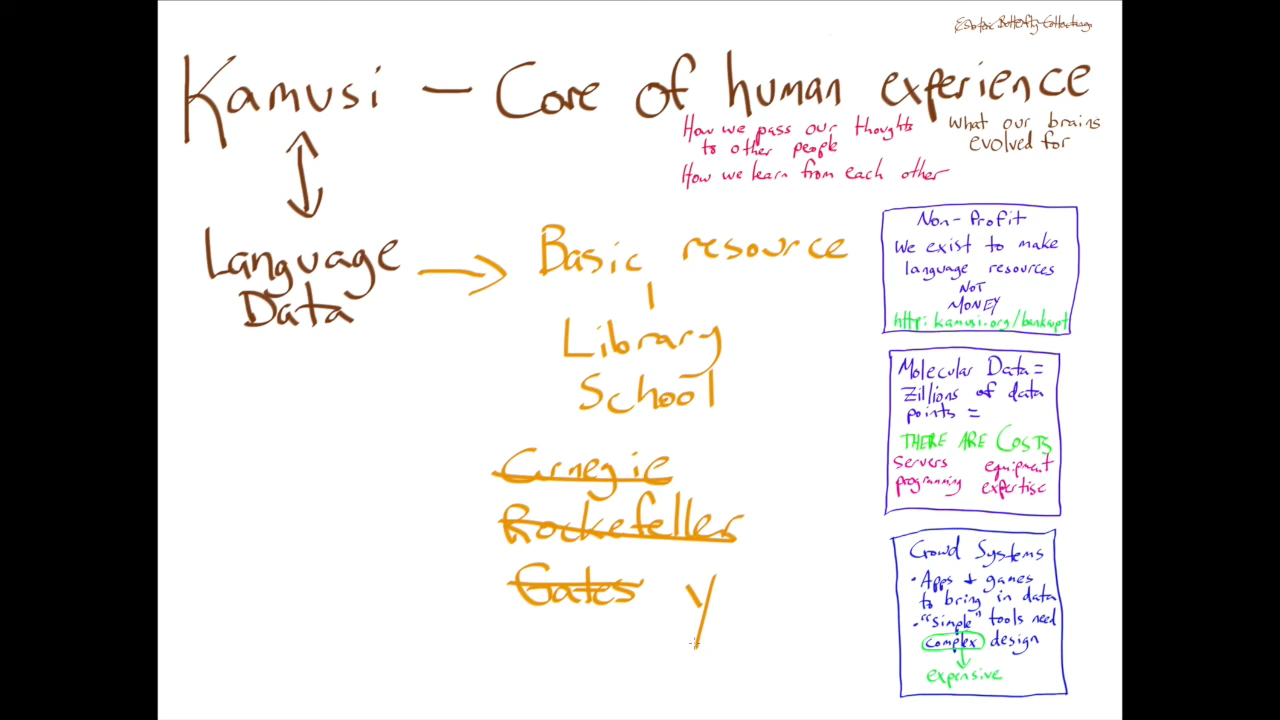 Esoteric Butterfly Collecting
Kamusi — Core of human experience
How we pass our thoughts
to other people
How we learn from each other
What our brains
evolved for
Language
Data
Basic resource
Library
School
Carnegie
Rockefeller
Gates y
Non-Profit
We exist to make
language resources
NOT
MONEY
http:kamusi.org/bankrupt
Molecular Data =
Zillions of data
points =
THERE ARE COSTS
servers equipment
programming expertise
Crowd Systems
• Apps + games
to bring in data
• "simple" tools need
complex design
expensive